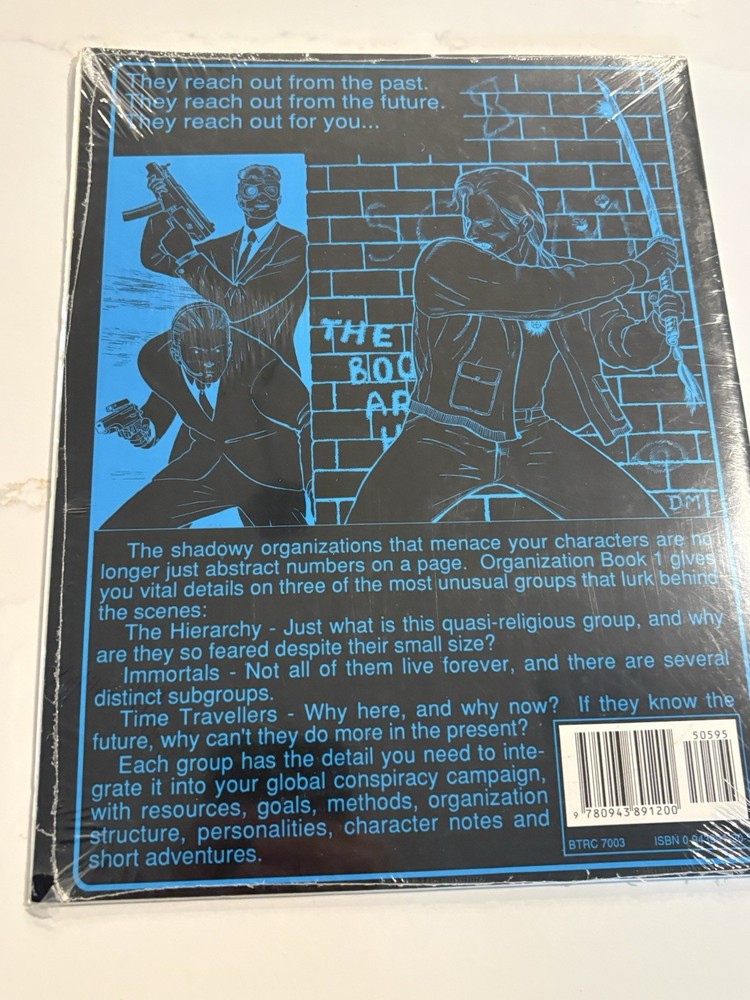 They reach out from the past.
They reach out from the future.
They reach out for you...
THE
BOO
AR
DM
The shadowy organizations that menace your characters are no
longer just abstract numbers on a page. Organization Book 1 gives
you vital details on three of the most unusual groups that lurk behind
the scenes:
The Hierarchy - Just what is this quasi-religious group, and why
are they so feared despite their small size?
Immortals - Not all of them live forever, and there are several
distinct subgroups.
Time Travellers - Why here, and why now? If they know the
future, why can't they do more in the present?
Each group has the detail you need to inte-
grate it into your global conspiracy campaign,
with resources, goals, methods, organization
structure, personalities, character notes and
short adventures.
50595
9 780943 891200
BTRC 7003 ISBN